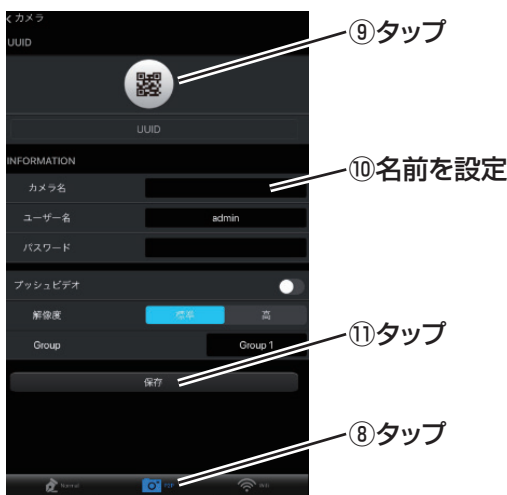 くカメラ
UUID
⑨タップ
UUID
INFORMATION
カメラ名
⑩名前を設定
ユーザー名 admin
パスワード
プッシュビデオ
解像度 標準 高
Group Group 1
⑪タップ
保存
⑧タップ
Normal P2P Wifi